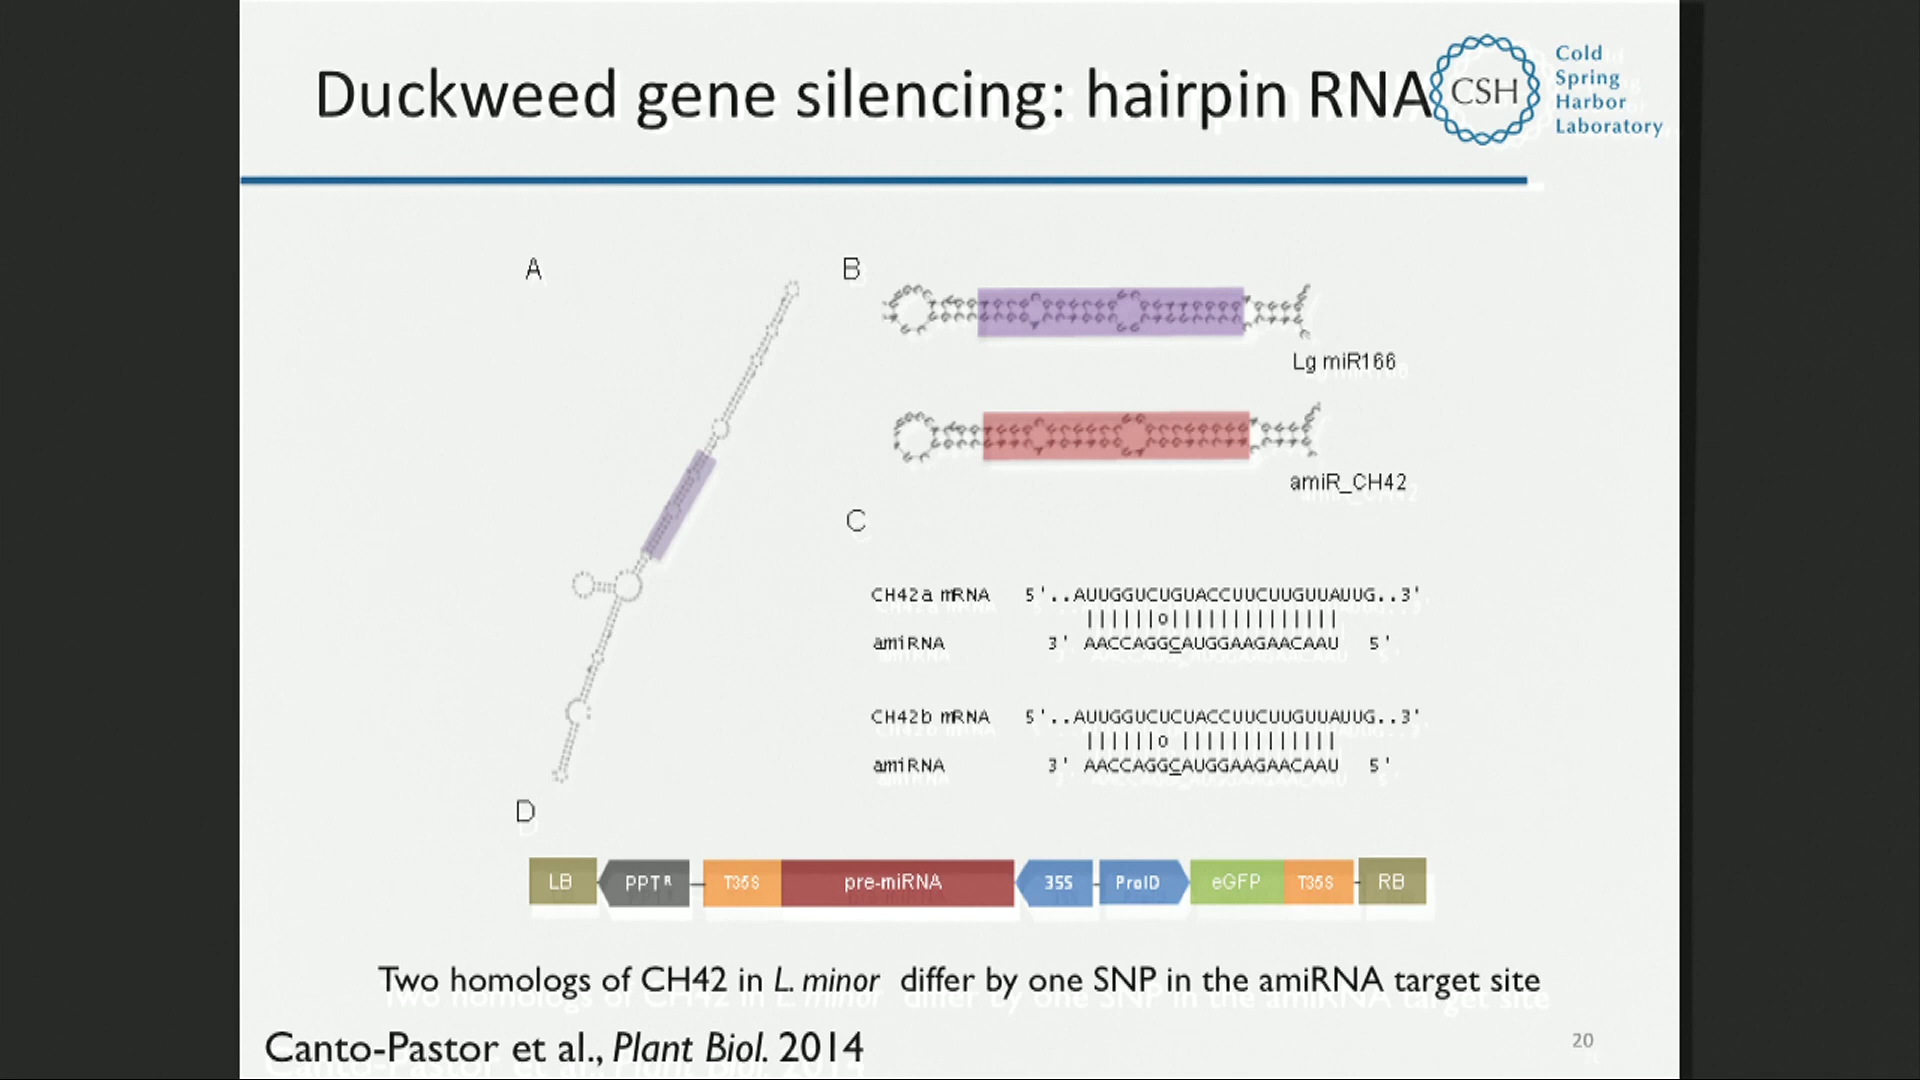 Duckweed gene silencing: hairpin RNA
CSH
Cold
Spring
Harbor
Laboratory
A
B
Lg miR166
amiR_CH42
C
CH42a mRNA 5'..AUUGGUCUGUACCUUCUUGUUAUUG..3'
||||||o||||||||||||||
amiRNA 3' AACCAGGCAUGGAAGAACAAU 5'
CH42b mRNA 5'..AUUGGUCUCUACCUUCUUGUUAUUG..3'
||||||o |||||||||||||
amiRNA 3' AACCAGGCAUGGAAGAACAAU 5'
D
LB PPTR T35S pre-miRNA 35S ProID eGFP T35S RB
Two homologs of CH42 in L. minor differ by one SNP in the amiRNA target site
Canto-Pastor et al., Plant Biol. 2014
20